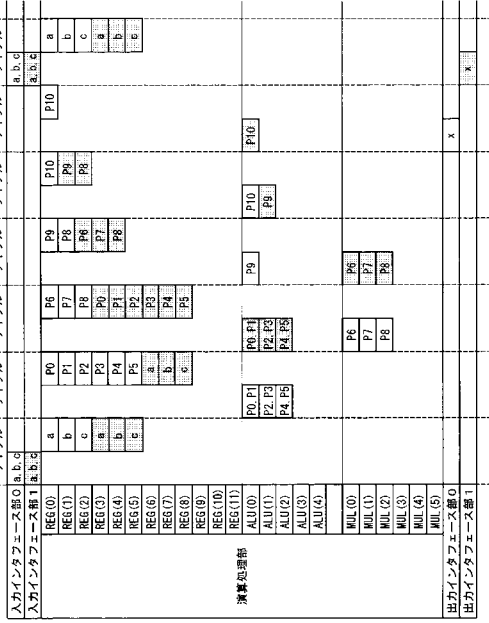 入力インタフェース部0 a, b, c a, b, c
入力インタフェース部1 a, b, c a, b, c
演算処理部
REG(0) a P0 P6 P9 P10 P10 a
REG(1) b P1 P7 P8 P9 b
REG(2) c P2 P8 P6 P8 c
REG(3) a P3 P0 P7 a
REG(4) b P4 P1 P8 b
REG(5) c P5 P2 c
REG(6) a P3
REG(7) b P4
REG(8) c P5
REG(9)
REG(10)
REG(11)
ALU(0) P0, P1 P0, P1 P9 P10 P10
ALU(1) P2, P3 P2, P3 P9
ALU(2) P4, P5 P4, P5
ALU(3)
ALU(4)
MUL(0) P6 P6
MUL(1) P7 P7
MUL(2) P8 P8
MUL(3)
MUL(4)
MUL(5)
出力インタフェース部0 x
出力インタフェース部1 x